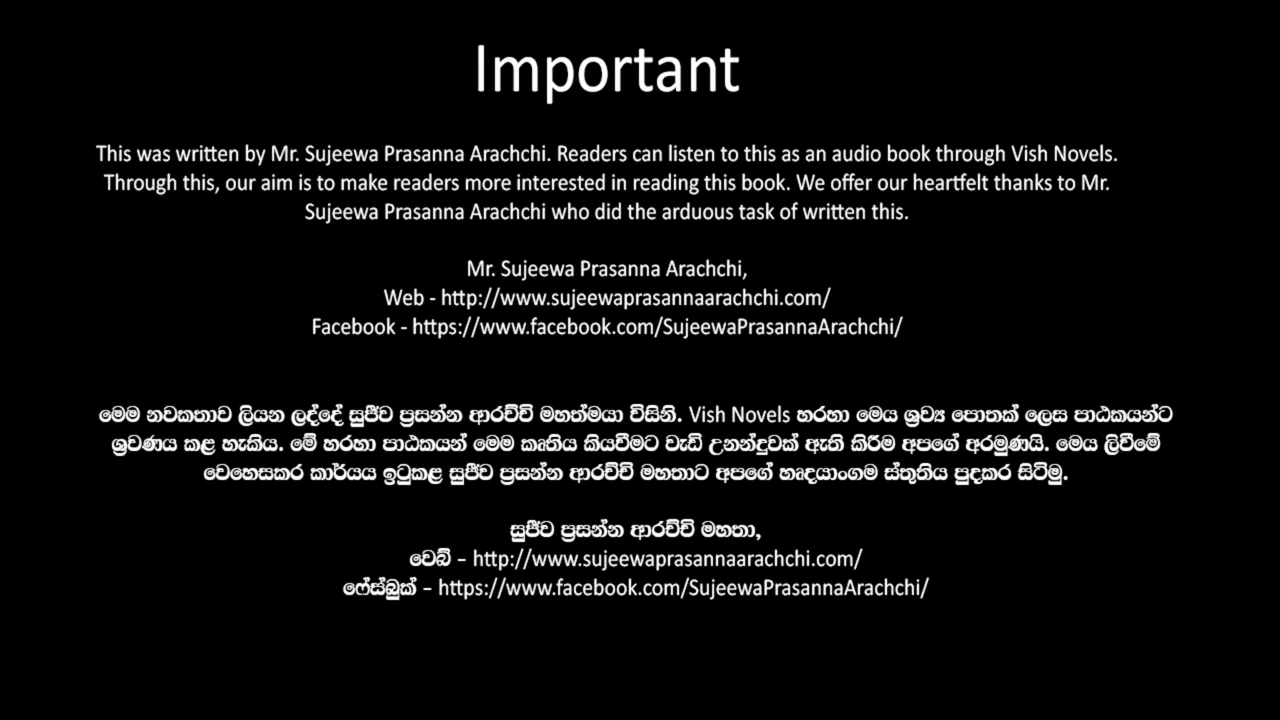 Important
This was written by Mr. Sujeewa Prasanna Arachchi. Readers can listen to this as an audio book through Vish Novels.
Through this, our aim is to make readers more interested in reading this book. We offer our heartfelt thanks to Mr.
Sujeewa Prasanna Arachchi who did the arduous task of written this.
Mr. Sujeewa Prasanna Arachchi,
Web - http://www.sujeewaprasannaarachchi.com/
Facebook - https://www.facebook.com/SujeewaPrasannaArachchi/
මෙම නවකතාව ලියන ලද්දේ සුජීව ප්‍රසන්න ආරච්චි මහත්මයා විසිනි. Vish Novels හරහා මෙය ශ්‍රව්‍ය පොතක් ලෙස පාඨකයන්ට
ශ්‍රවණය කළ හැකිය. මේ හරහා පාඨකයන් මෙම කෘතිය කියවීමට වැඩි උනන්දුවක් ඇති කිරීම අපගේ අරමුණයි. මෙය ලිවීමේ
වෙහෙසකර කාර්යය ඉටුකළ සුජීව ප්‍රසන්න ආරච්චි මහතාට අපගේ හෘදයාංගම ස්තුතිය පුදකර සිටිමු.
සුජීව ප්‍රසන්න ආරච්චි මහතා,
වෙබ් – http://www.sujeewaprasannaarachchi.com/
ෆේස්බුක් – https://www.facebook.com/SujeewaPrasannaArachchi/